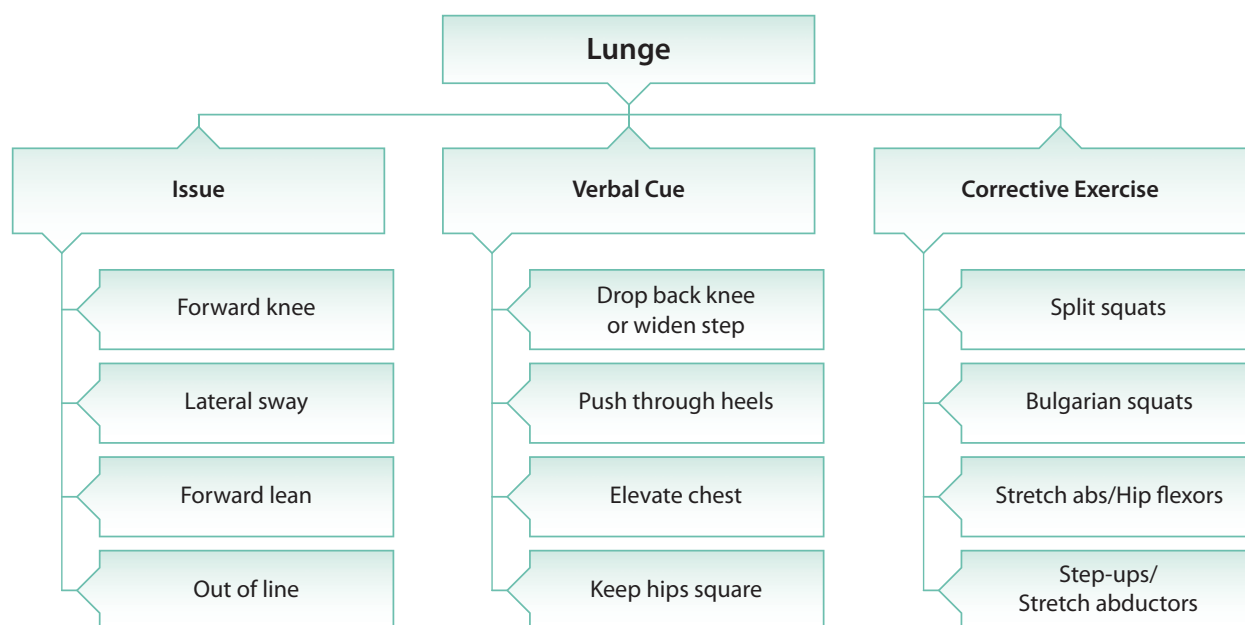 Lunge
Issue
Forward knee
Lateral sway
Forward lean
Out of line
Verbal Cue
Drop back knee
or widen step
Push through heels
Elevate chest
Keep hips square
Corrective Exercise
Split squats
Bulgarian squats
Stretch abs/Hip flexors
Step-ups/
Stretch abductors